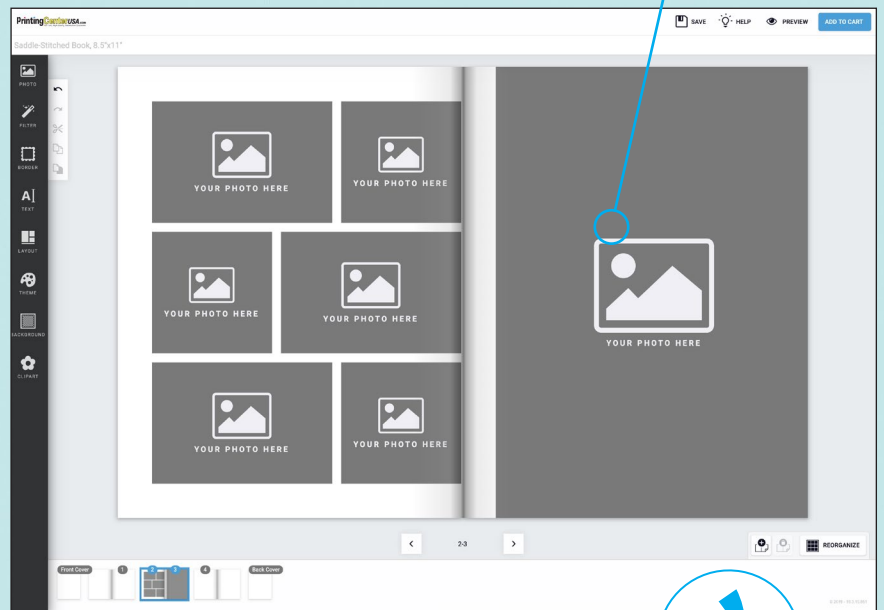 PrintingCenterUSA.com
SAVE HELP PREVIEW ADD TO CART
Saddle-Stitched Book, 8.5"x11"
PHOTO
FILTER
BORDER
TEXT
LAYOUT
THEME
BACKGROUND
CLIPART
YOUR PHOTO HERE
YOUR PHOTO HERE
YOUR PHOTO HERE
YOUR PHOTO HERE
YOUR PHOTO HERE
YOUR PHOTO HERE
YOUR PHOTO HERE
2-3
REORGANIZE
Front Cover 1 2 3 4 Back Cover